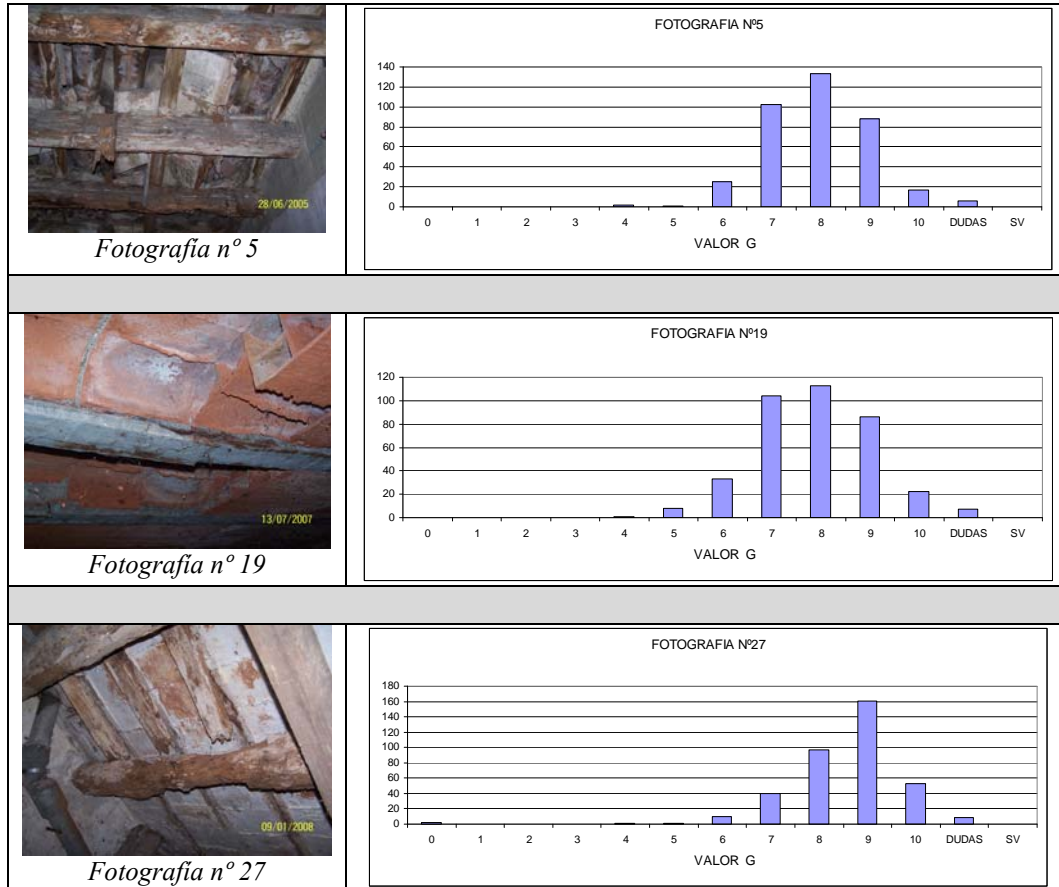 FOTOGRAFIA Nº5
140
120
100
80
60
40
20
0
0 1 2 3 4 5 6 7 8 9 10 DUDAS SV
VALOR G
28/06/2005
Fotografía nº 5
FOTOGRAFIA Nº19
120
100
80
60
40
20
0
0 1 2 3 4 5 6 7 8 9 10 DUDAS SV
VALOR G
13/07/2007
Fotografía nº 19
FOTOGRAFIA Nº27
180
160
140
120
100
80
60
40
20
0
0 1 2 3 4 5 6 7 8 9 10 DUDAS SV
VALOR G
09/01/2008
Fotografía nº 27